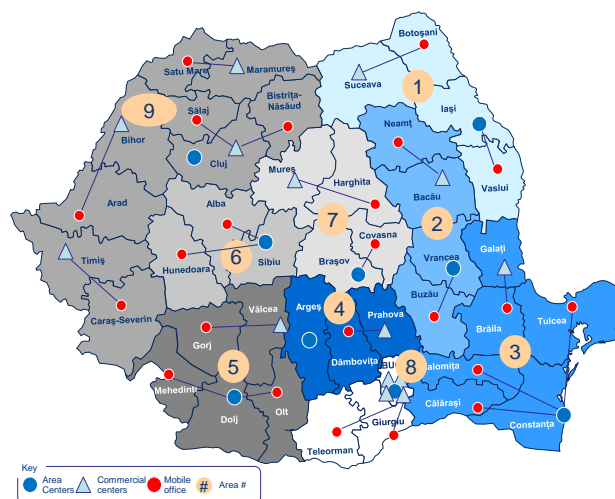 Botoşani
Satu Mare
Maramureş
Suceava
1
Bistriţa-
Năsăud
9
Sălaj
Iaşi
Neamţ
Bihor
Cluj
Mureş
Harghita
Vaslui
Bacău
Arad
Alba
7
2
Covasna
Galaţi
Timiş
6
Hunedoara
Sibiu
Braşov
Vrancea
Buzău
Vâlcea
Argeş
4
Prahova
Brăila
Tulcea
Caraş-Severin
Gorj
3
5
Dâmboviţa
BU
8
alomiţa
Mehedinţi
Olt
Călăraşi
Dolj
Giurgiu
Constanţa
Teleorman
Key
Area
Centers
Commercial
centers
Mobile
office
#
Area #